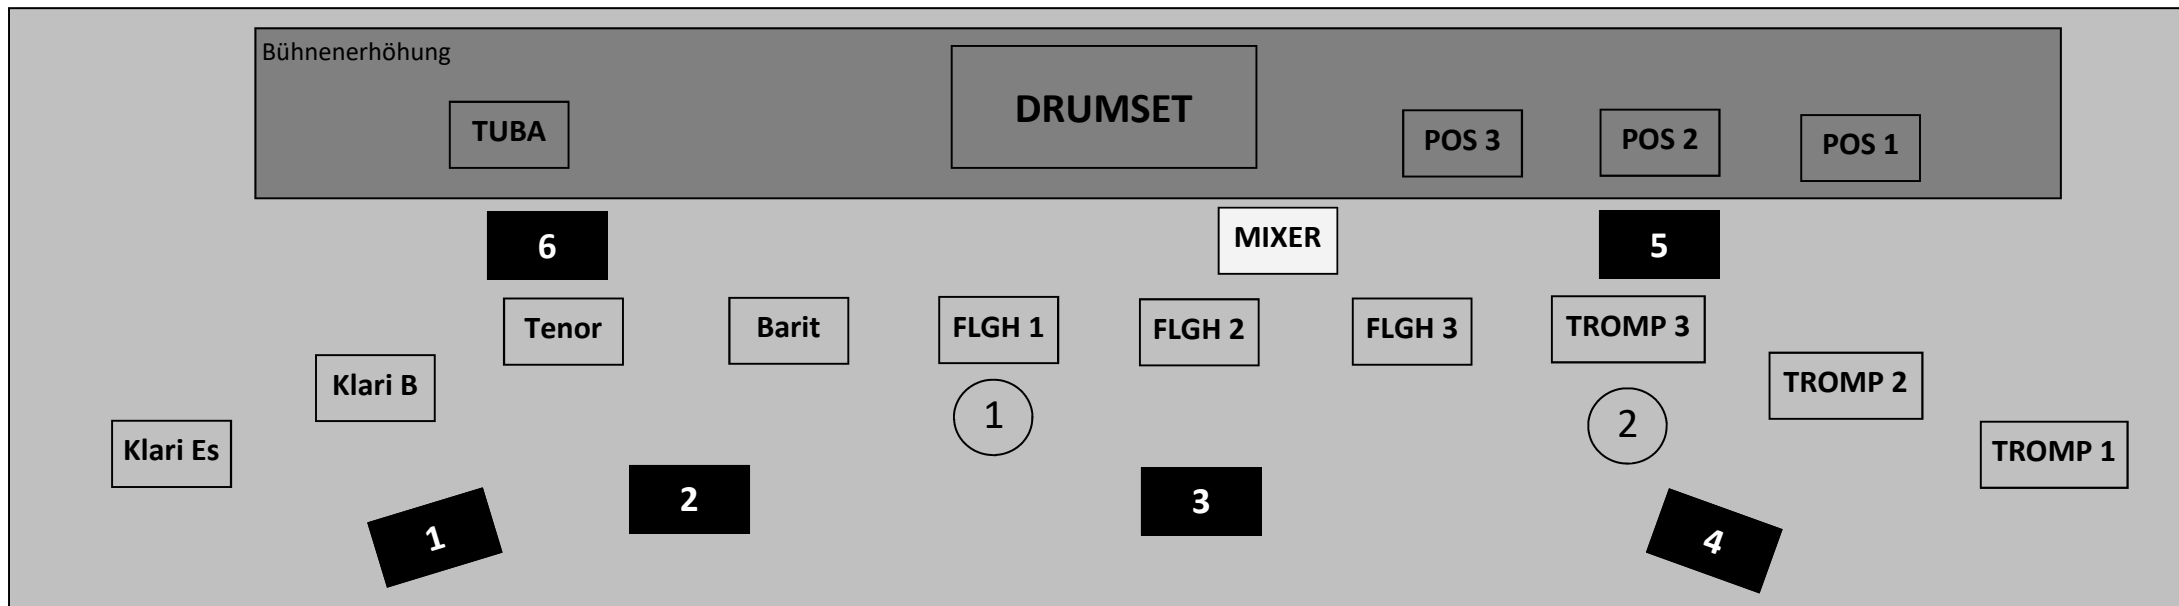 Bühnenerhöhung
DRUMSET
TUBA
POS 3
POS 2
POS 1
6
MIXER
5
Tenor
Barit
FLGH 1
FLGH 2
FLGH 3
TROMP 3
Klari B
TROMP 2
1
2
Klari Es
TROMP 1
1
2
3
4